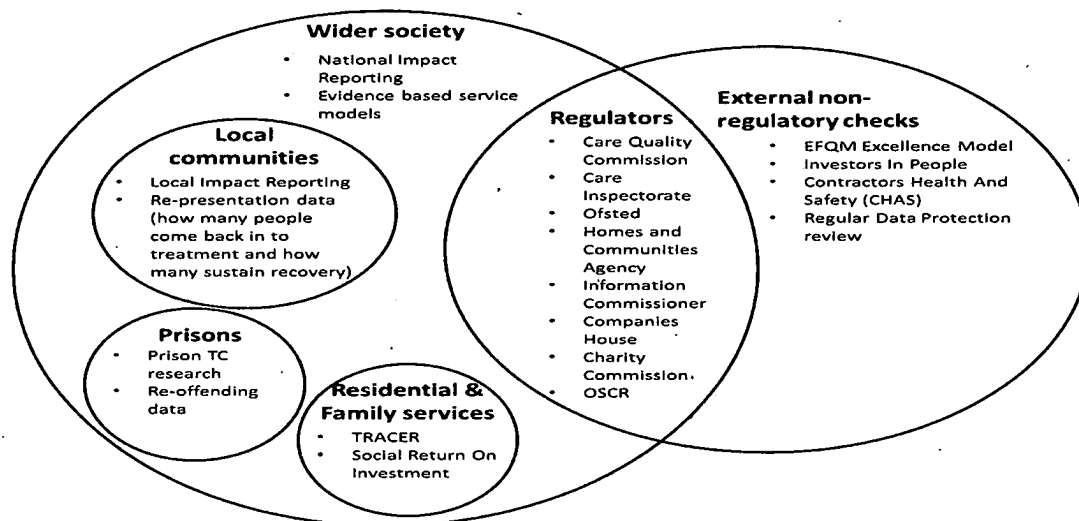 Wider society
• National Impact
Reporting
• Evidence based service
models
Local
communities
• Local Impact Reporting
• Re-presentation data
(how many people
come back in to
treatment and how
many sustain recovery)
Prisons
• Prison TC
research
• Re-offending
data
Residential &
Family services
• TRACER
• Social Return On
Investment
Regulators
• Care Quality
Commission
• Care
Inspectorate
• Ofsted
• Homes and
Communities
Agency
• Information
Commissioner
• Companies
House
• Charity
Commission
• OSCR
External non-
regulatory checks
• EFQM Excellence Model
• Investors In People
• Contractors Health And
Safety (CHAS)
• Regular Data Protection
review